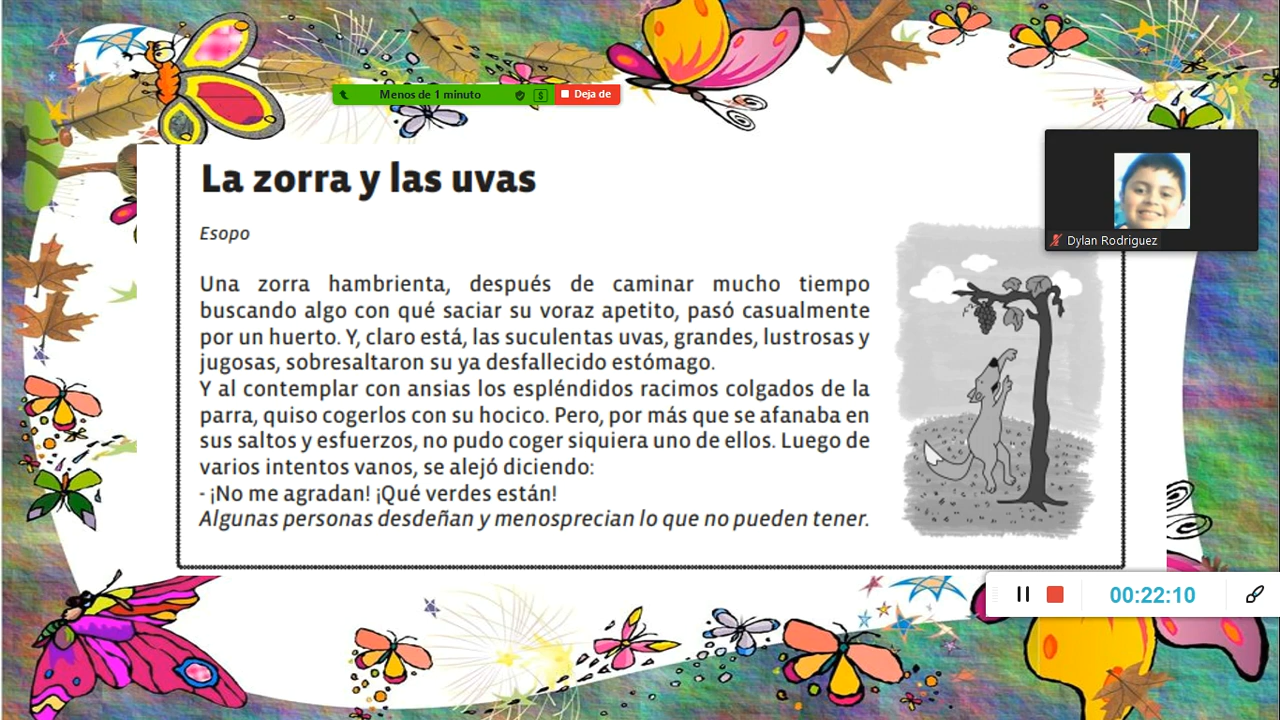 Menos de 1 minuto
$
Deja de
La zorra y las uvas
Esopo
Dylan Rodriguez
Una zorra hambrienta, después de caminar mucho tiempo
buscando algo con qué saciar su voraz apetito, pasó casualmente
por un huerto. Y, claro está, las suculentas uvas, grandes, lustrosas y
jugosas, sobresaltaron su ya desfallecido estómago.
Y al contemplar con ansias los espléndidos racimos colgados de la
parra, quiso cogerlos con su hocico. Pero, por más que se afanaba en
sus saltos y esfuerzos, no pudo coger siquiera uno de ellos. Luego de
varios intentos vanos, se alejó diciendo:
- ¡No me agradan! ¡Qué verdes están!
Algunas personas desdeñan y menosprecian lo que no pueden tener.
00:22:10